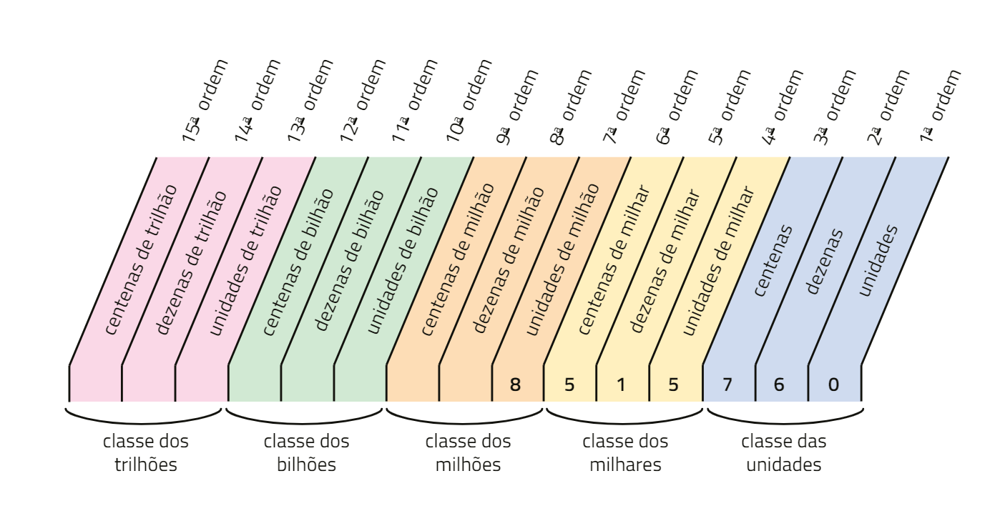 15ª ordem
14ª ordem
13ª ordem
12ª ordem
11ª ordem
10ª ordem
9ª ordem
8ª ordem
7ª ordem
6ª ordem
5ª ordem
4ª ordem
3ª ordem
2ª ordem
1ª ordem
centenas de trilhão
dezenas de trilhão
unidades de trilhão
centenas de bilhão
dezenas de bilhão
unidades de bilhão
centenas de milhão
dezenas de milhão
unidades de milhão
centenas de milhar
dezenas de milhar
unidades de milhar
centenas
dezenas
unidades
8 5 1 5 7 6 0
classe dos
trilhões
classe dos
bilhões
classe dos
milhões
classe dos
milhares
classe das
unidades